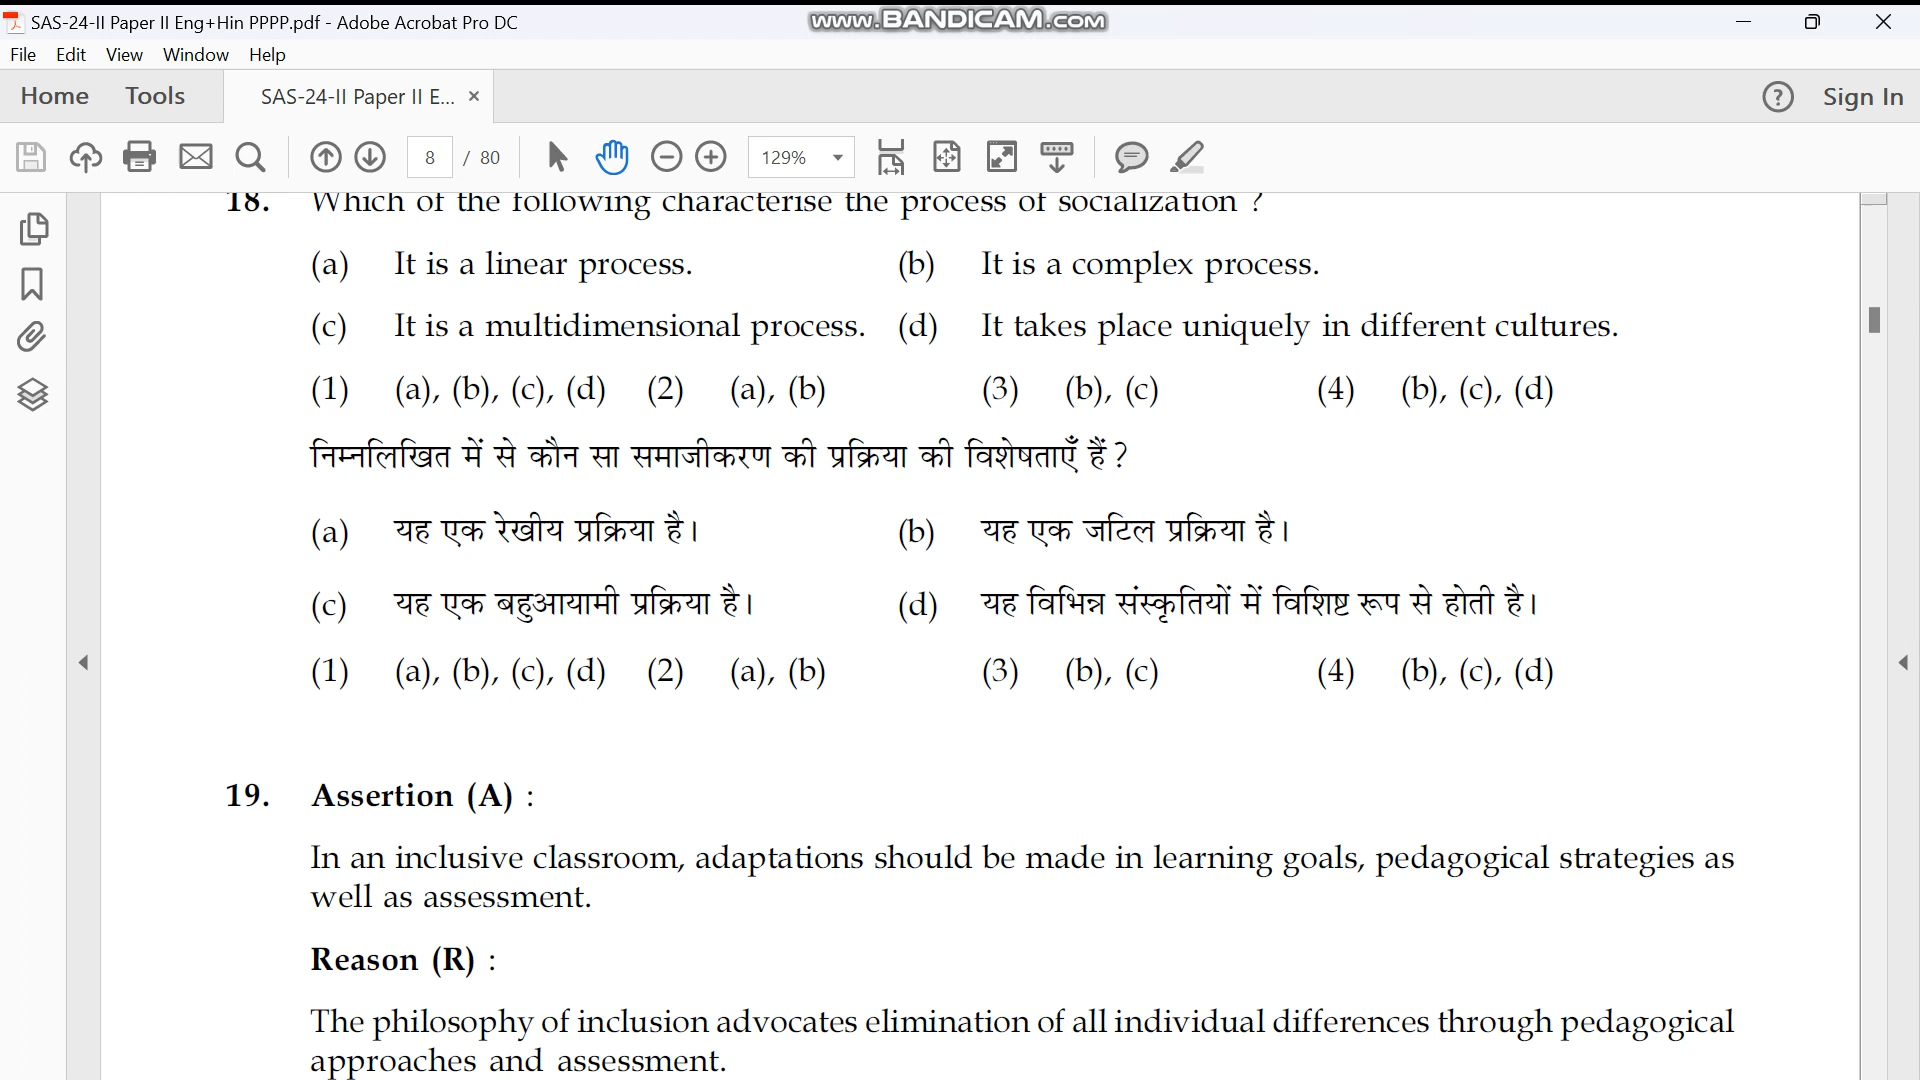 SAS-24-II Paper II Eng+Hin PPPP.pdf - Adobe Acrobat Pro DC
www.BANDICAM.com
File Edit View Window Help
Home Tools SAS-24-II Paper II E... × ? Sign In
8 / 80 129%
18. Which of the following characterise the process of socialization ?
(a) It is a linear process. (b) It is a complex process.
(c) It is a multidimensional process. (d) It takes place uniquely in different cultures.
(1) (a), (b), (c), (d) (2) (a), (b) (3) (b), (c) (4) (b), (c), (d)
निम्नलिखित में से कौन सा समाजीकरण की प्रक्रिया की विशेषताएँ हैं ?
(a) यह एक रेखीय प्रक्रिया है। (b) यह एक जटिल प्रक्रिया है।
(c) यह एक बहुआयामी प्रक्रिया है। (d) यह विभिन्न संस्कृतियों में विशिष्ट रूप से होती है।
(1) (a), (b), (c), (d) (2) (a), (b) (3) (b), (c) (4) (b), (c), (d)
19. Assertion (A) :
In an inclusive classroom, adaptations should be made in learning goals, pedagogical strategies as
well as assessment.
Reason (R) :
The philosophy of inclusion advocates elimination of all individual differences through pedagogical
approaches and assessment.